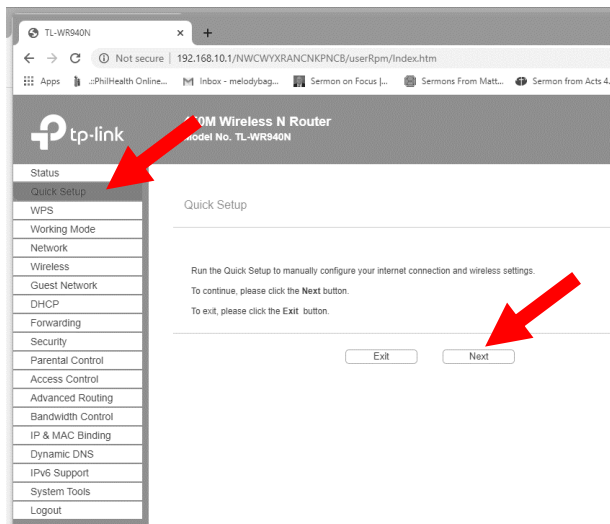 TL-WR940N
Not secure | 192.168.10.1/NWCWYXRANCNKPNCB/userRpm/Index.htm
Apps .::PhilHealth Online... Inbox - melodybag... Sermon on Focus |... Sermons From Matt... Sermon from Acts 4.
tp-link
Wireless N Router
Model No. TL-WR940N
Status
Quick Setup
WPS
Working Mode
Network
Wireless
Guest Network
DHCP
Forwarding
Security
Parental Control
Access Control
Advanced Routing
Bandwidth Control
IP & MAC Binding
Dynamic DNS
IPv6 Support
System Tools
Logout
Quick Setup
Run the Quick Setup to manually configure your internet connection and wireless settings.
To continue, please click the Next button.
To exit, please click the Exit button.
Exit
Next